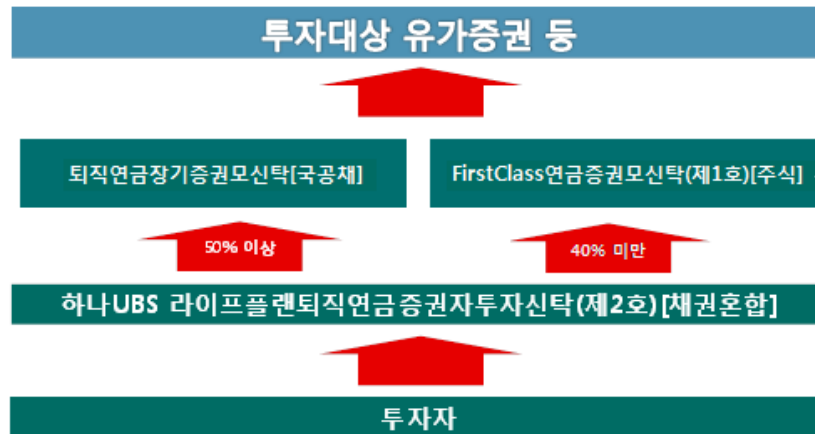 투자대상 유가증권 등
퇴직연금장기증권모신탁[국공채]
FirstClass연금증권모신탁(제1호)[주식]
50% 이상
40% 미만
하나UBS 라이프플랜퇴직연금증권자투자신탁(제2호)[채권혼합]
투자자